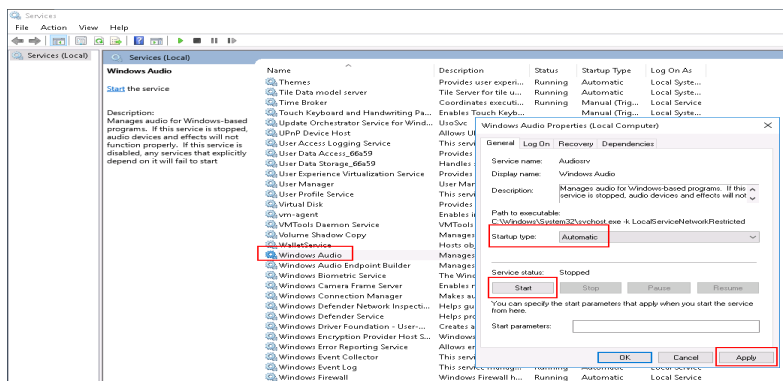 Services
File Action View Help
Services (Local)
Services (Local)
Windows Audio
Start the service
Description:
Manages audio for Windows-based
programs. If this service is stopped,
audio devices and effects will not
function properly. If this service is
disabled, any services that explicitly
depend on it will fail to start
Name Description Status Startup Type Log On As
Themes Provides user experi... Running Automatic Local Syste...
Tile Data model server Tile Server for tile u... Running Automatic Local Syste...
Time Broker Coordinates executi... Running Manual (Trig... Local Service
Touch Keyboard and Handwriting Pa... Enables Touch Keyb... Manual (Trig... Local Syste...
Update Orchestrator Service for Wind... UsoSvc
UPnP Device Host Allows U
User Access Logging Service This servi
User Data Access_66a59 Provides
User Data Storage_66a59 Handles
User Experience Virtualization Service Provides
User Manager User Man
User Profile Service This servi
Virtual Disk Provides
vm-agent Enables i
VMTools Daemon Service VMTools
Volume Shadow Copy Manages
WalletService Hosts ob
Windows Audio Manages
Windows Audio Endpoint Builder Manages
Windows Biometric Service The Wind
Windows Camera Frame Server Enables
Windows Connection Manager Makes au
Windows Defender Network Inspecti... Helps gu
Windows Defender Service Helps pro
Windows Driver Foundation - User-... Creates a
Windows Encryption Provider Host S... Windows
Windows Error Reporting Service Allows er
Windows Event Collector This servi
Windows Event Log This service manag... Running Automatic Local Service
Windows Firewall Windows Firewall h... Running Automatic Local Service
Windows Audio Properties (Local Computer)
General Log On Recovery Dependencies
Service name: Audiosrv
Display name: Windows Audio
Description: Manages audio for Windows-based programs. If this
service is stopped, audio devices and effects will not
Path to executable:
C:\Windows\System32\svchost.exe -k LocalServiceNetworkRestricted
Startup type: Automatic
Service status: Stopped
Start Stop Pause Resume
You can specify the start parameters that apply when you start the service
from here.
Start parameters:
OK Cancel Apply